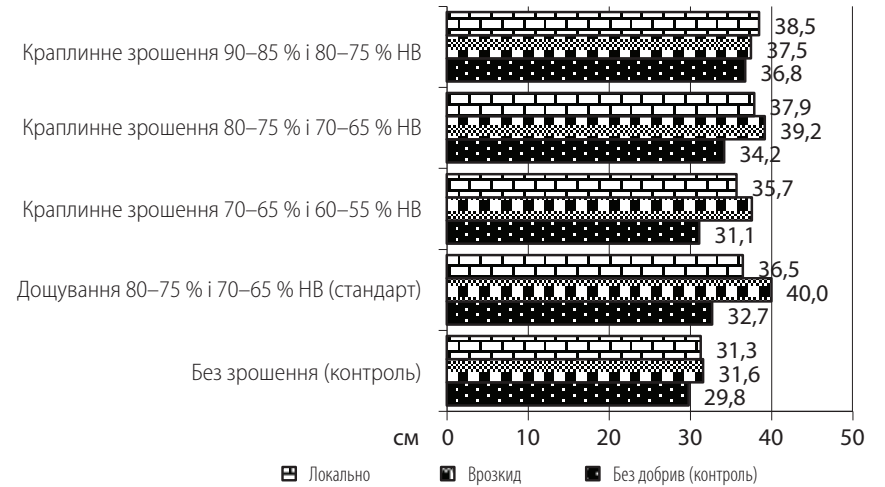 38,5
Краплинне зрошення 90–85 % і 80–75 % НВ
37,5
36,8
37,9
Краплинне зрошення 80–75 % і 70–65 % НВ
39,2
34,2
35,7
Краплинне зрошення 70–65 % і 60–55 % НВ
31,1
36,5
Дощування 80–75 % і 70–65 % НВ (стандарт)
40,0
32,7
31,3
Без зрошення (контроль)
31,6
29,8
см 0 10 20 30 40 50
Локально Врозкид Без добрив (контроль)